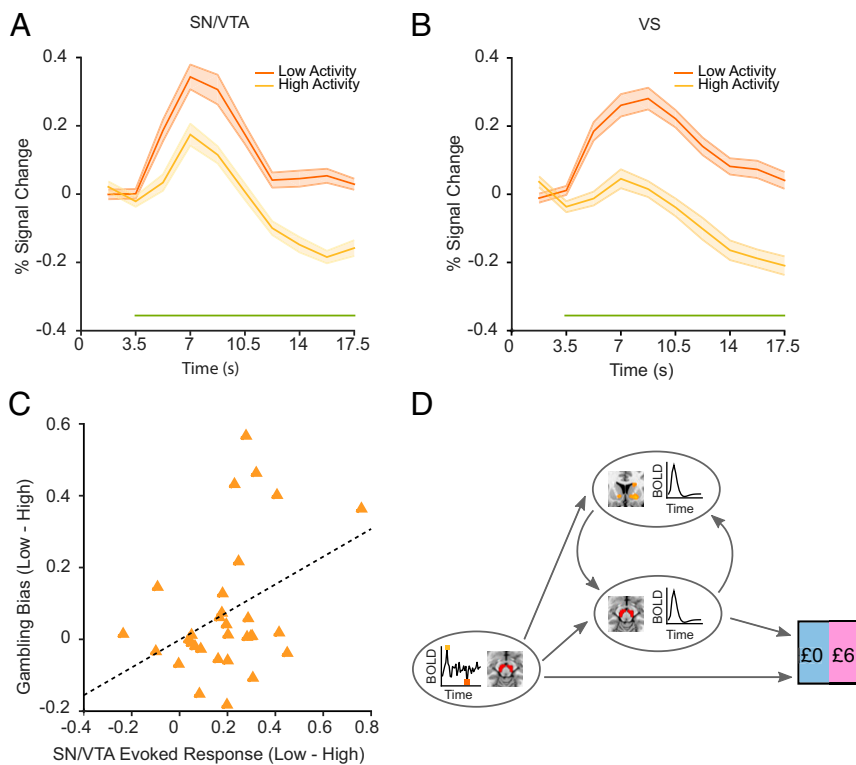 A
SN/VTA
0.4
0.2
0
-0.2
-0.4
% Signal Change
Low Activity
High Activity
0 3.5 7 10.5 14 17.5
Time (s)
B
VS
0.4
0.2
0
-0.2
-0.4
% Signal Change
Low Activity
High Activity
0 3.5 7 10.5 14 17.5
Time (s)
C
0.6
0.4
0.2
0
-0.2
Gambling Bias (Low - High)
-0.4 -0.2 0 0.2 0.4 0.6 0.8
SN/VTA Evoked Response (Low - High)
D
BOLD
Time
BOLD
Time
BOLD
Time
£0 £6